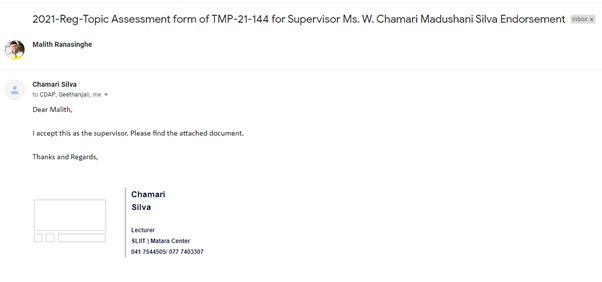 2021-Reg-Topic Assessment form of TMP-21-144 for Supervisor Ms. W. Chamari Madushani Silva Endorsement Inbox ×
Malith Ranasinghe
Chamari Silva
to CDAP, Geethanjali, me
Dear Malith,
I accept this as the supervisor. Please find the attached document.
Thanks and Regards,
Chamari
Silva
Lecturer
SLIIT | Matara Center
041 7544505/ 077 7403307